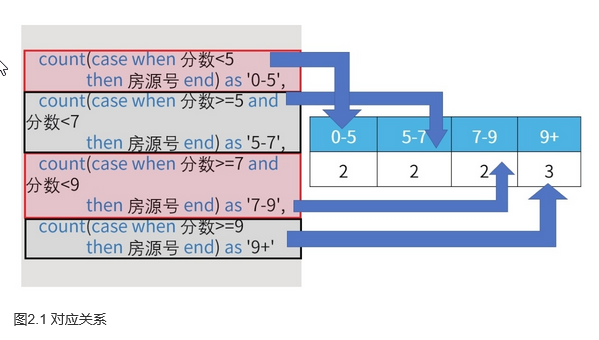 count(case when 分数<5
then 房源号 end) as '0-5',
count(case when 分数>=5 and
分数<7
then 房源号 end) as '5-7',
count(case when 分数>=7 and
分数<9
then 房源号 end) as '7-9',
count(case when 分数>=9
then 房源号 end) as '9+'
0-5 5-7 7-9 9+
2 2 2 3
图2.1 对应关系